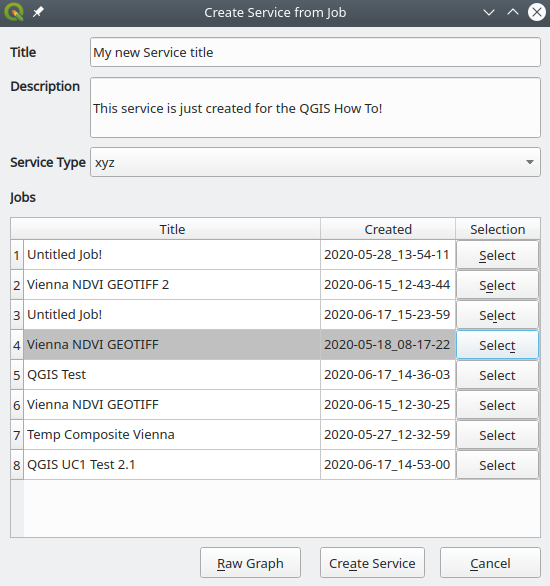 Create Service from Job
Title My new Service title
Description This service is just created for the QGIS How To!
Service Type xyz
Jobs
Title Created Selection
1 Untitled Job! 2020-05-28_13-54-11 Select
2 Vienna NDVI GEOTIFF 2 2020-06-15_12-43-44 Select
3 Untitled Job! 2020-06-17_15-23-59 Select
4 Vienna NDVI GEOTIFF 2020-05-18_08-17-22 Select
5 QGIS Test 2020-06-17_14-36-03 Select
6 Vienna NDVI GEOTIFF 2020-06-15_12-30-25 Select
7 Temp Composite Vienna 2020-05-27_12-32-59 Select
8 QGIS UC1 Test 2.1 2020-06-17_14-53-00 Select
Raw Graph Create Service Cancel